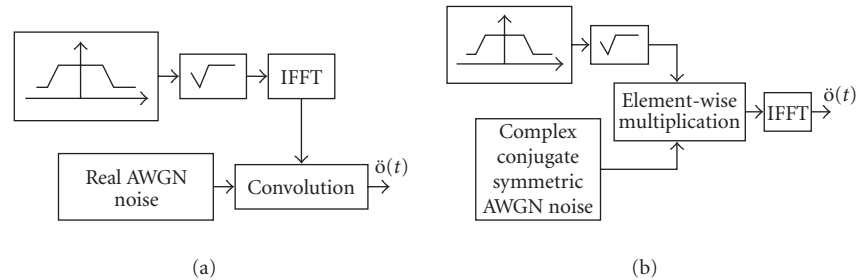 √
IFFT
Real AWGN
noise
Convolution
ö(t)
(a)
√
Element-wise
multiplication
IFFT
ö(t)
Complex
conjugate
symmetric
AWGN noise
(b)